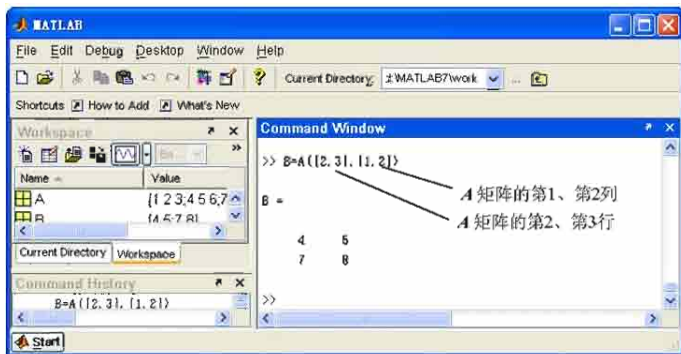 MATLAB
File Edit Debug Desktop Window Help
Current Directory: MATLAB7\work
Shortcuts How to Add What's New
Workspace
Name Value
A [1 2 3;4 5 6;7
B [4 5;7 8]
Current Directory Workspace
Command History
B=A([2,3],[1,2])
Start
Command Window
>> B=A([2,3],[1,2])
A 矩阵的第1、第2列
B =
A 矩阵的第2、第3行
4 5
7 8
>>